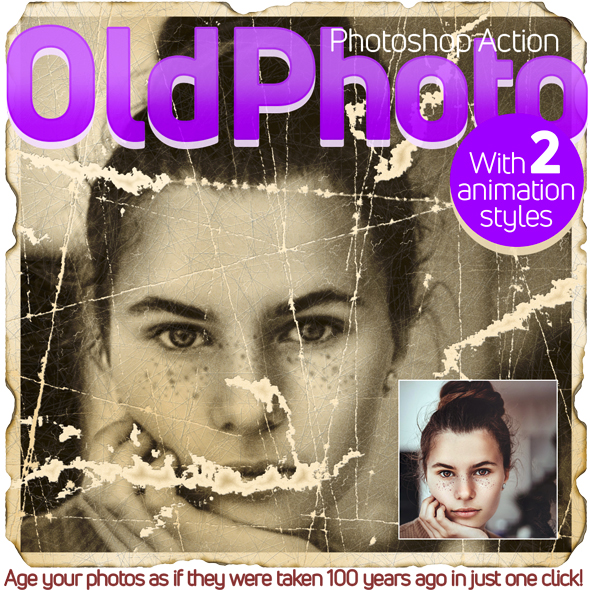 Photoshop Action
OldPhoto
With 2
animation
styles
Age your photos as if they were taken 100 years ago in just one click!